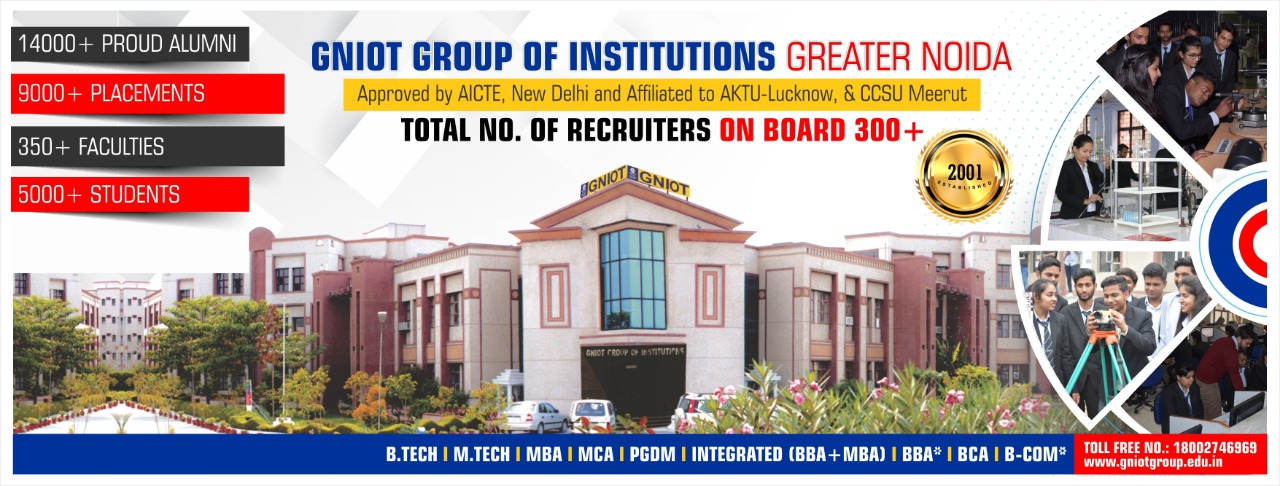 14000+ PROUD ALUMNI
9000+ PLACEMENTS
350+ FACULTIES
5000+ STUDENTS
GNIOT GROUP OF INSTITUTIONS GREATER NOIDA
Approved by AICTE, New Delhi and Affiliated to AKTU-Lucknow, & CCSU Meerut
TOTAL NO. OF RECRUITERS ON BOARD 300+
2001
ESTABLISHED
GNIOT GNIOT
GNIOT GROUP OF INSTITUTIONS
B.TECH | M.TECH | MBA | MCA | PGDM | INTEGRATED (BBA+MBA) | BBA* | BCA | B-COM*
TOLL FREE NO.: 18002746969
www.gniotgroup.edu.in